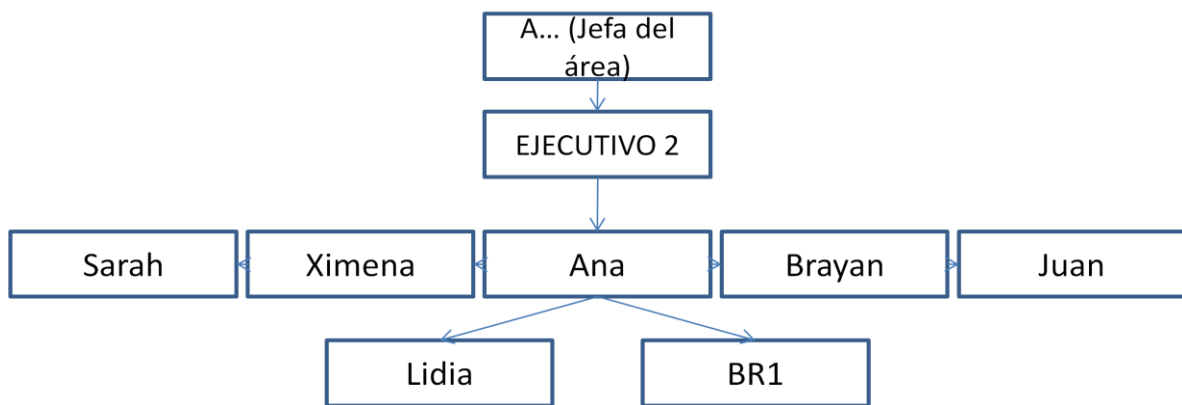 A... (Jefa del
área)
EJECUTIVO 2
Sarah
Ximena
Ana
Brayan
Juan
Lidia
BR1